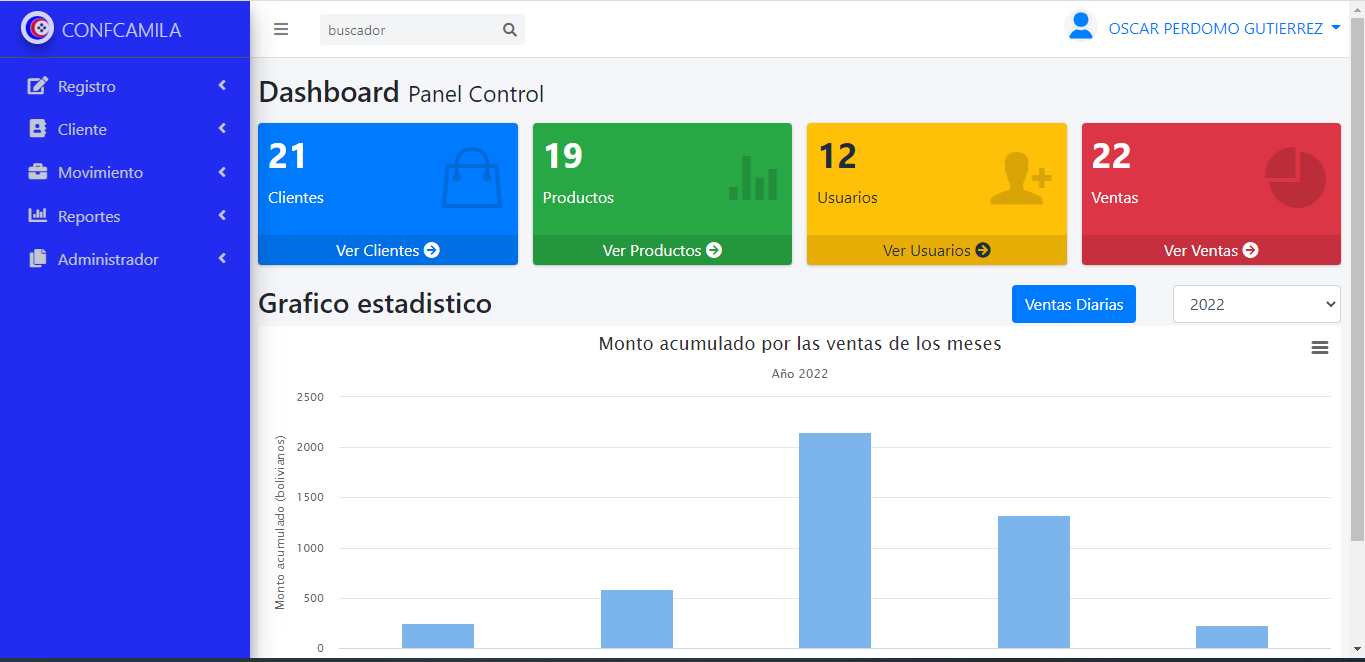 CONFCAMILA
buscador
OSCAR PERDOMO GUTIERREZ
Registro
Cliente
Movimiento
Reportes
Administrador
Dashboard Panel Control
21
Clientes
Ver Clientes
19
Productos
Ver Productos
12
Usuarios
Ver Usuarios
22
Ventas
Ver Ventas
Grafico estadistico
Ventas Diarias
2022
Monto acumulado por las ventas de los meses
Año 2022
Monto acumulado (bolivianos)
2500
2000
1500
1000
500
0